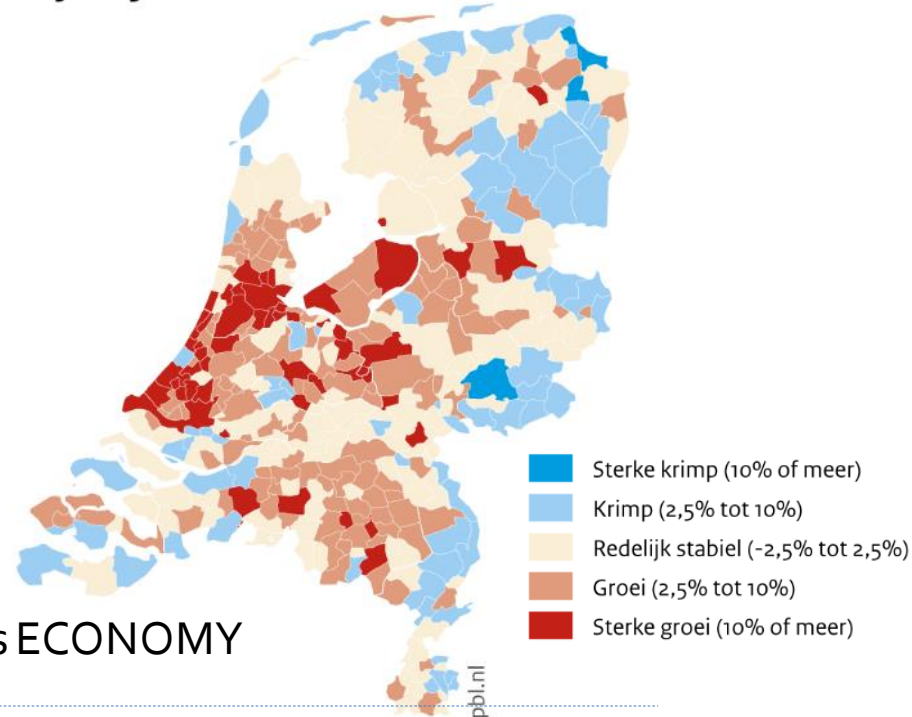 Sterke krimp (10% of meer)
Krimp (2,5% tot 10%)
Redelijk stabiel (-2,5% tot 2,5%)
Groei (2,5% tot 10%)
Sterke groei (10% of meer)
ECONOMY
pbl.nl